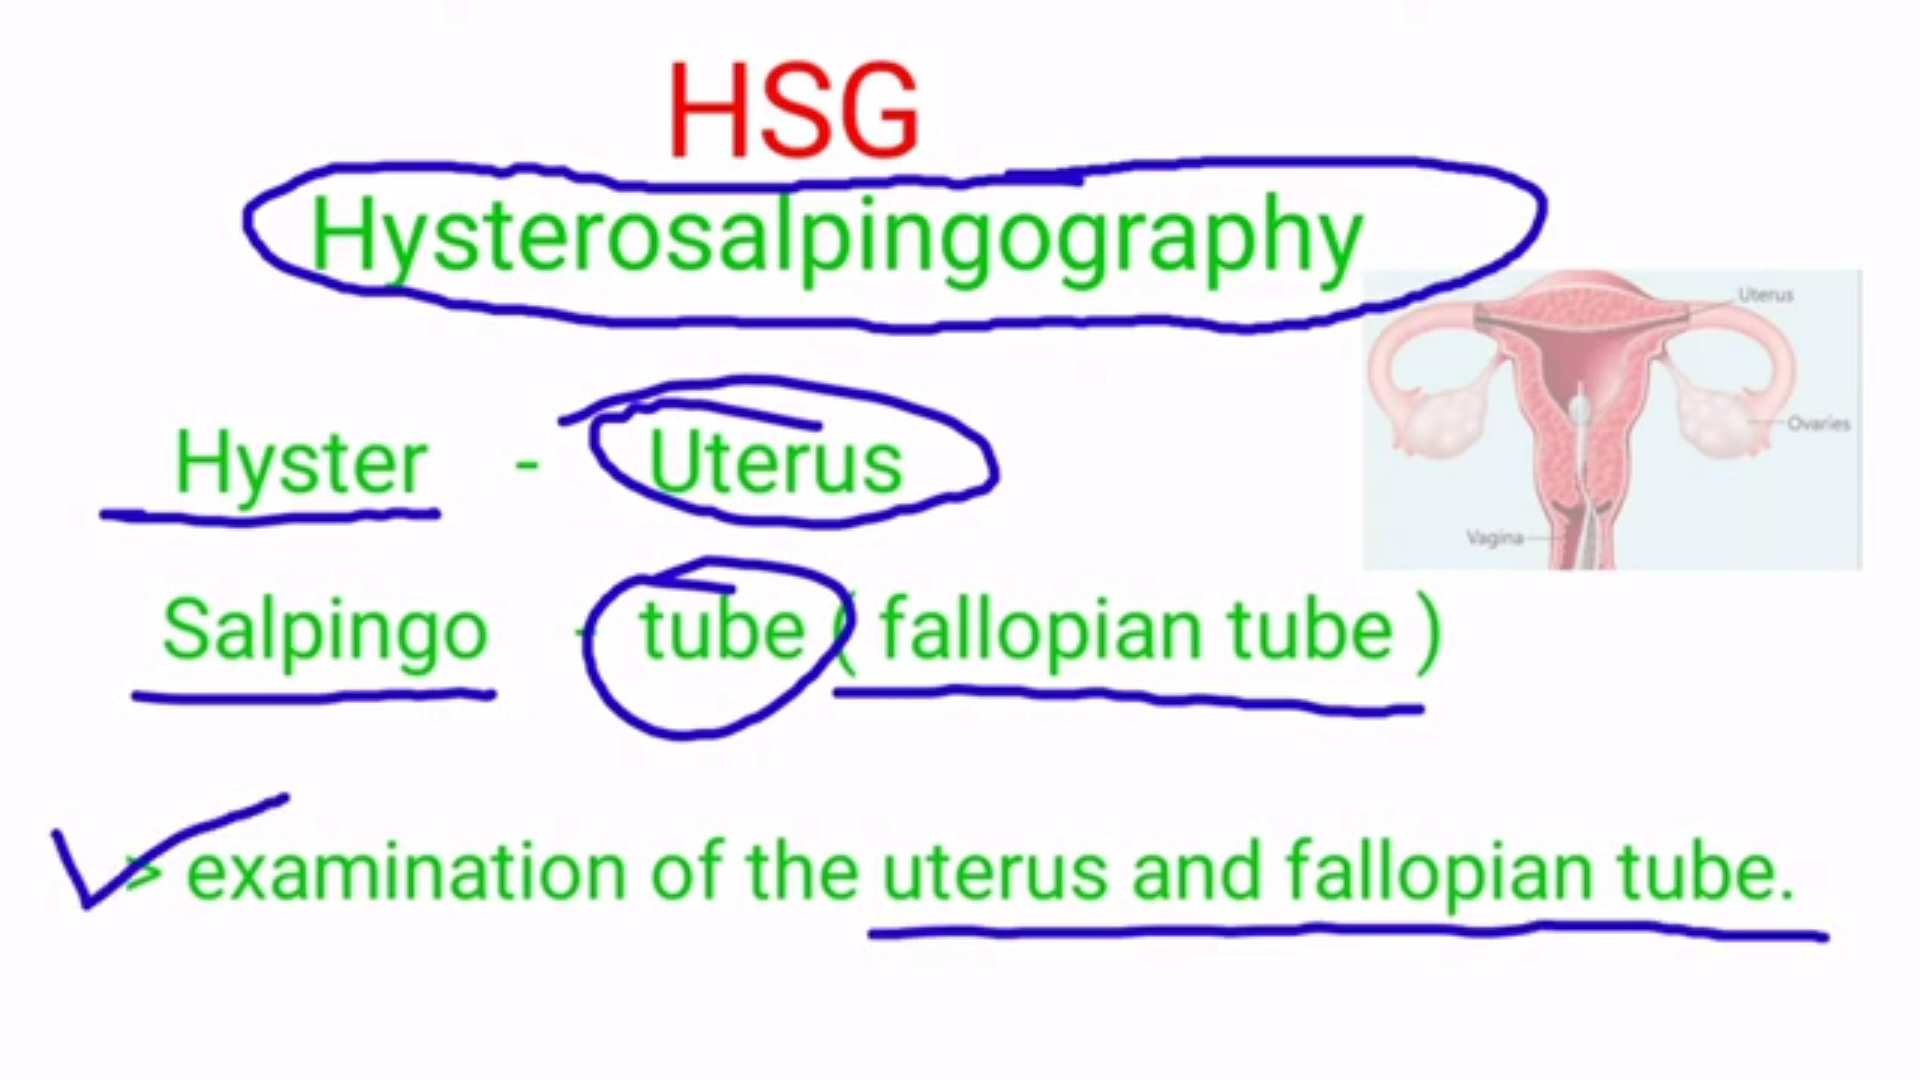 HSG
Hysterosalpingography
Uterus
Ovaries
Vagina
Hyster - Uterus
Salpingo - tube ( fallopian tube )
> examination of the uterus and fallopian tube.